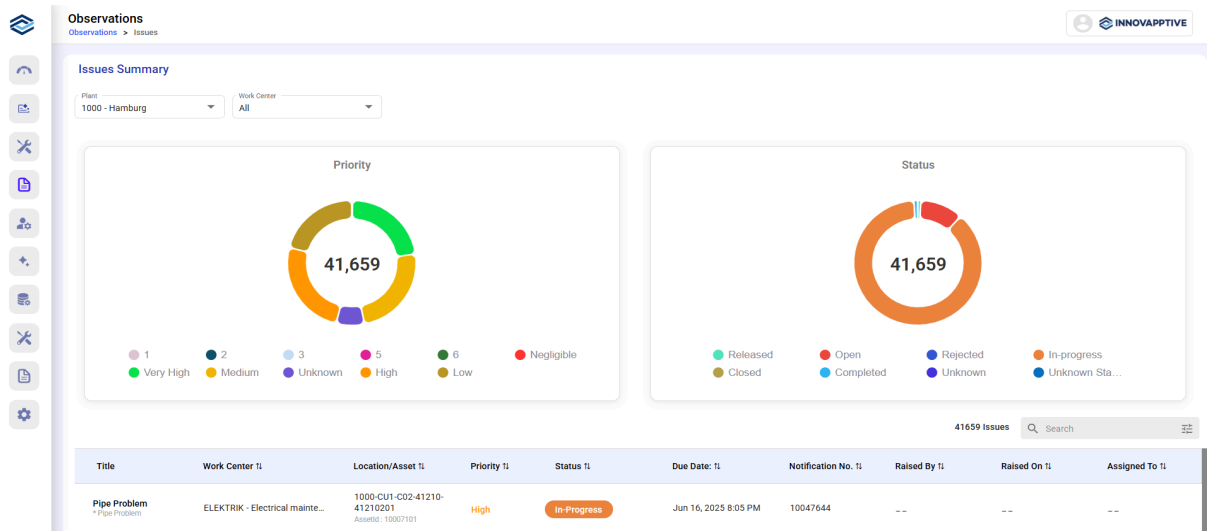 Observations
Observations > Issues
INNOVAPPTIVE
Issues Summary
Plant
1000 - Hamburg
Work Center
All
Priority
41,659
1 2 3 5 6 Negligible
Very High Medium Unknown High Low
Status
41,659
Released Open Rejected In-progress
Closed Completed Unknown Unknown Sta...
41659 Issues
Search
Title Work Center Location/Asset Priority Status Due Date: Notification No. Raised By Raised On Assigned To
Pipe Problem
* Pipe Problem
ELEKTRIK - Electrical mainte...
1000-CU1-C02-41210-
41210201
AssetId : 10007101
High
In-Progress
Jun 16, 2025 8:05 PM
10047644
_ _
_ _
_ _